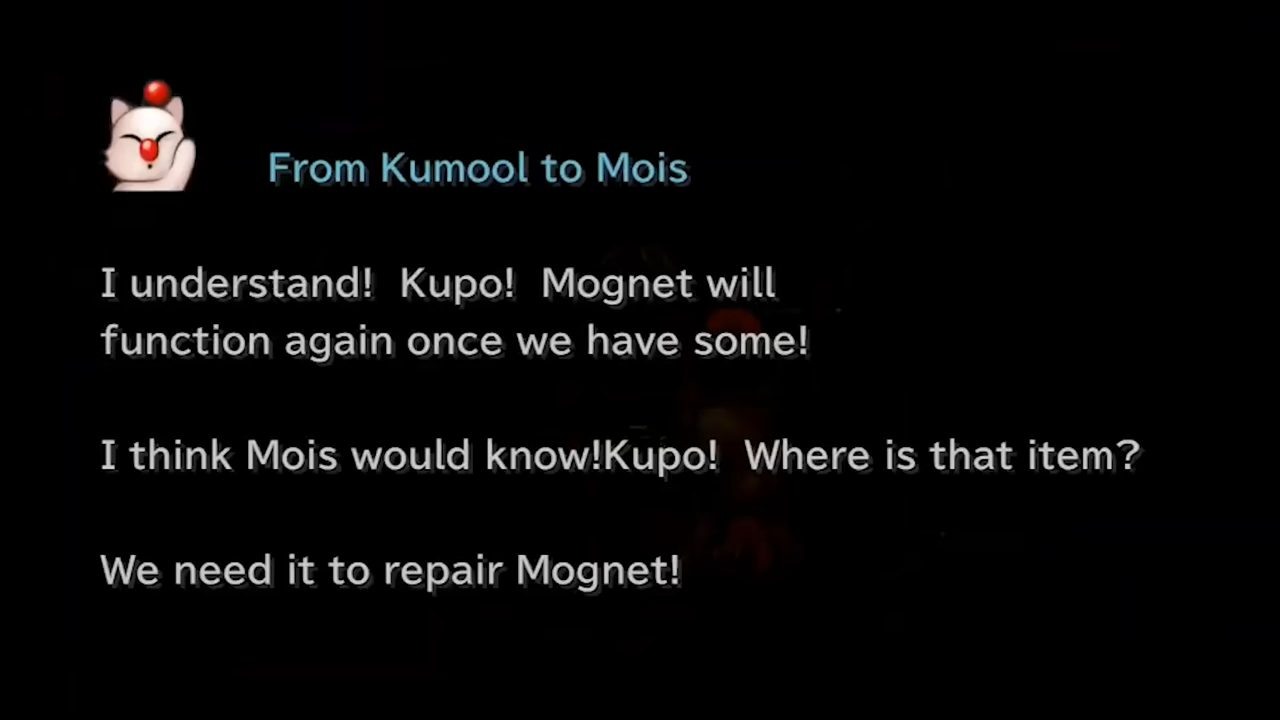 From Kumool to Mois
I understand!  Kupo!  Mognet will
function again once we have some!
I think Mois would know!Kupo!  Where is that item?
We need it to repair Mognet!